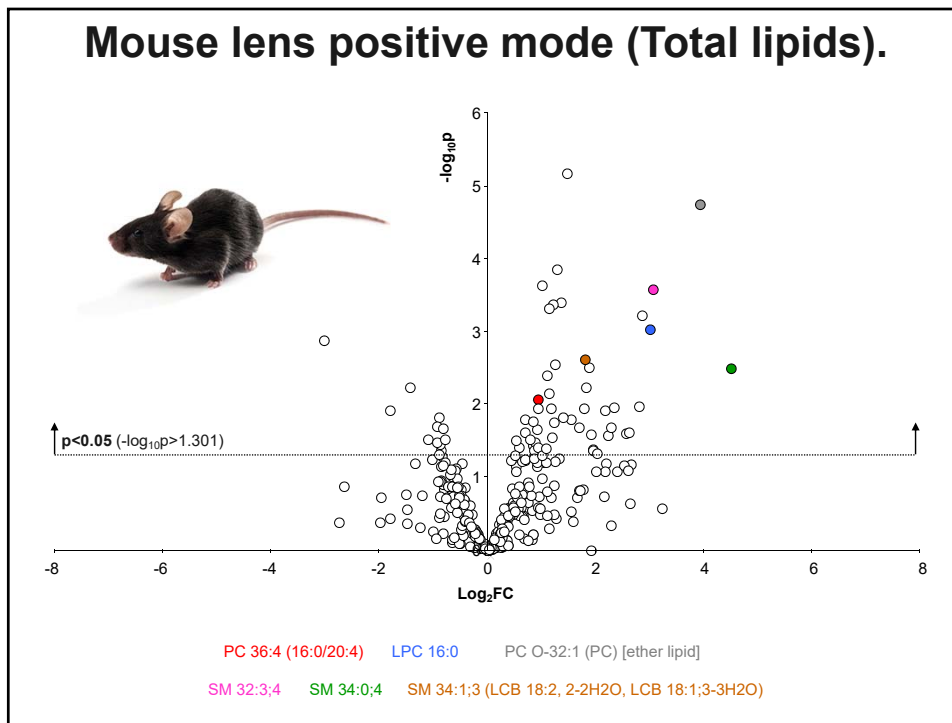 Mouse lens positive mode (Total lipids).
-log₁₀p
6
5
4
3
2
1
p<0.05 (-log₁₀p>1.301)
-8 -6 -4 -2 0 2 4 6 8
Log₂FC
PC 36:4 (16:0/20:4) LPC 16:0 PC O-32:1 (PC) [ether lipid]
SM 32:3;4 SM 34:0;4 SM 34:1;3 (LCB 18:2, 2-2H2O, LCB 18:1;3-3H2O)